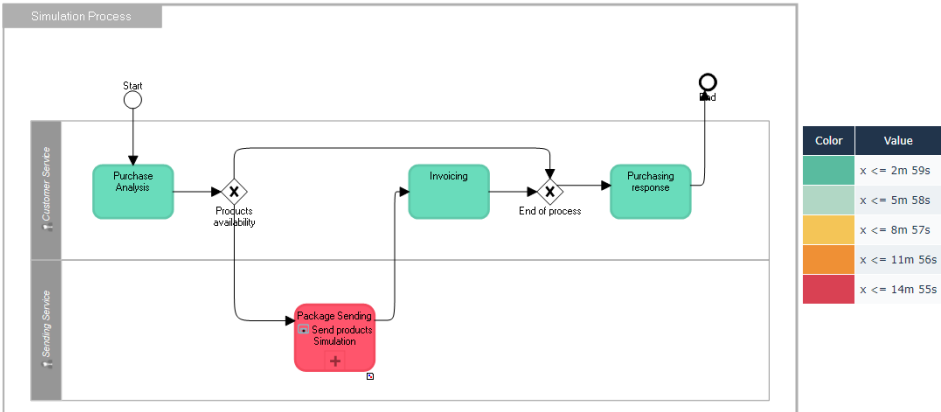 Simulation Process
Start
End
Customer Service
Purchase
Analysis
Products
availability
Invoicing
End of process
Purchasing
response
Sending Service
Package Sending
Send products
Simulation
Color Value
x <= 2m 59s
x <= 5m 58s
x <= 8m 57s
x <= 11m 56s
x <= 14m 55s